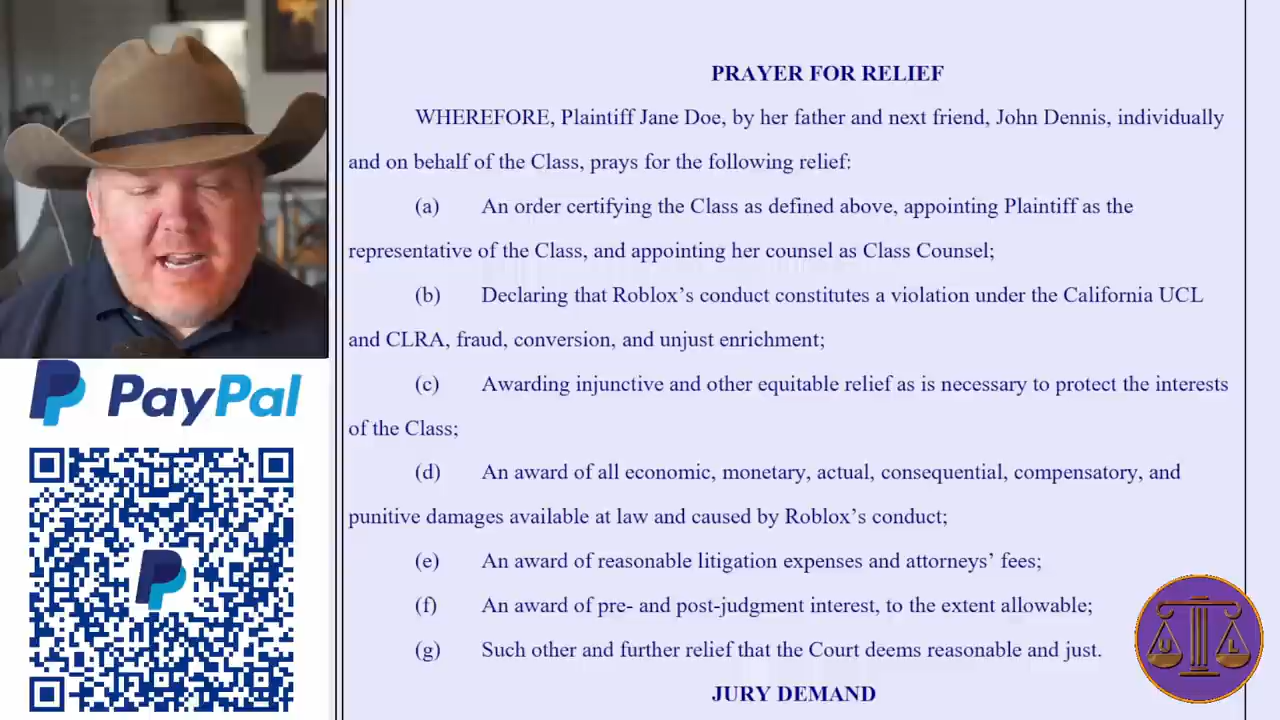 PRAYER FOR RELIEF
WHEREFORE, Plaintiff Jane Doe, by her father and next friend, John Dennis, individually
and on behalf of the Class, prays for the following relief:
(a) An order certifying the Class as defined above, appointing Plaintiff as the
representative of the Class, and appointing her counsel as Class Counsel;
(b) Declaring that Roblox’s conduct constitutes a violation under the California UCL
and CLRA, fraud, conversion, and unjust enrichment;
(c) Awarding injunctive and other equitable relief as is necessary to protect the interests
of the Class;
(d) An award of all economic, monetary, actual, consequential, compensatory, and
punitive damages available at law and caused by Roblox’s conduct;
(e) An award of reasonable litigation expenses and attorneys’ fees;
(f) An award of pre- and post-judgment interest, to the extent allowable;
(g) Such other and further relief that the Court deems reasonable and just.
JURY DEMAND
PayPal
U L